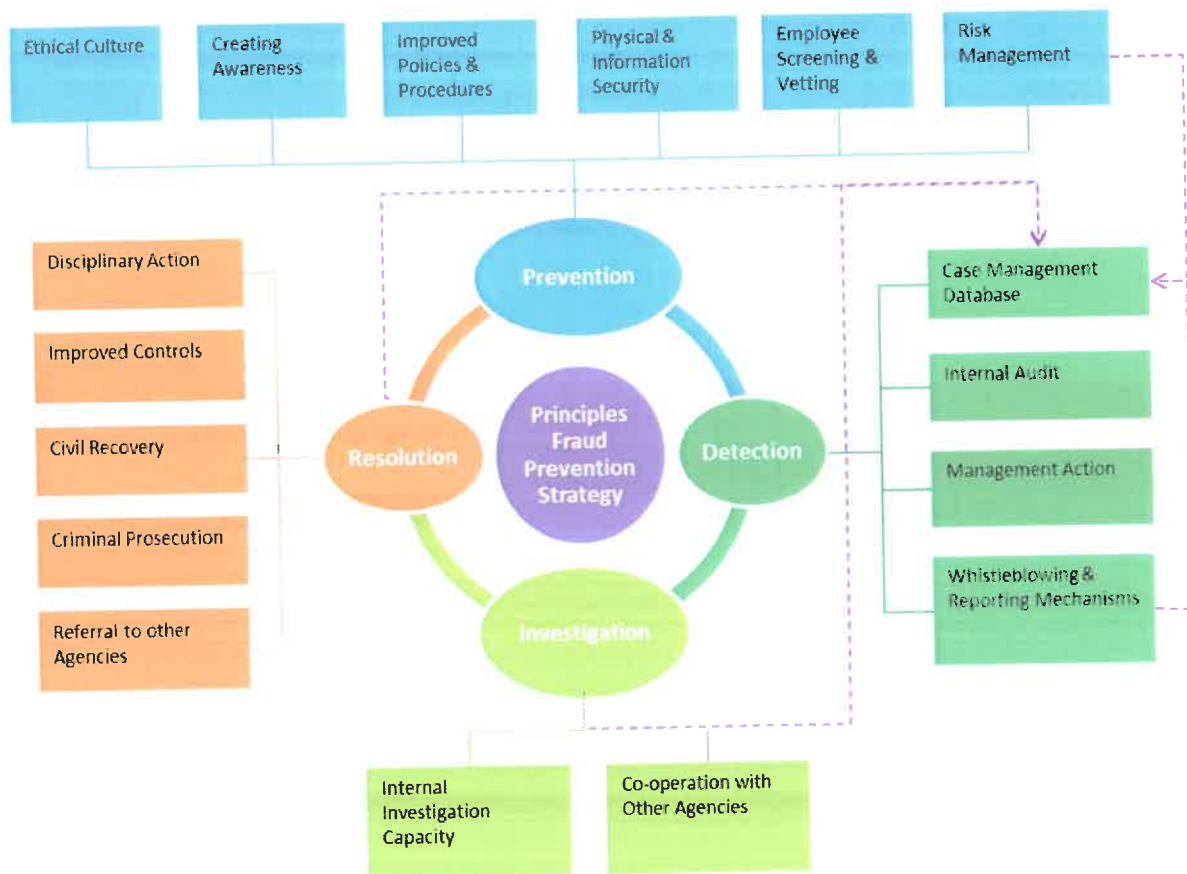 Ethical Culture
Creating
Awareness
Improved
Policies &
Procedures
Physical &
Information
Security
Employee
Screening &
Vetting
Risk
Management
Prevention
Disciplinary Action
Improved Controls
Civil Recovery
Criminal Prosecution
Referral to other
Agencies
Resolution
Principles
Fraud
Prevention
Strategy
Detection
Case Management
Database
Internal Audit
Management Action
Whistleblowing &
Reporting Mechanisms
Investigation
Internal
Investigation
Capacity
Co-operation with
Other Agencies